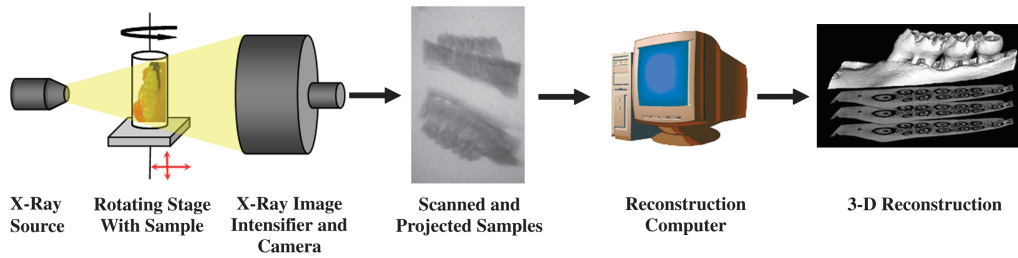 X-Ray
Source
Rotating Stage
With Sample
X-Ray Image
Intensifier and
Camera
Scanned and
Projected Samples
Reconstruction
Computer
3-D Reconstruction